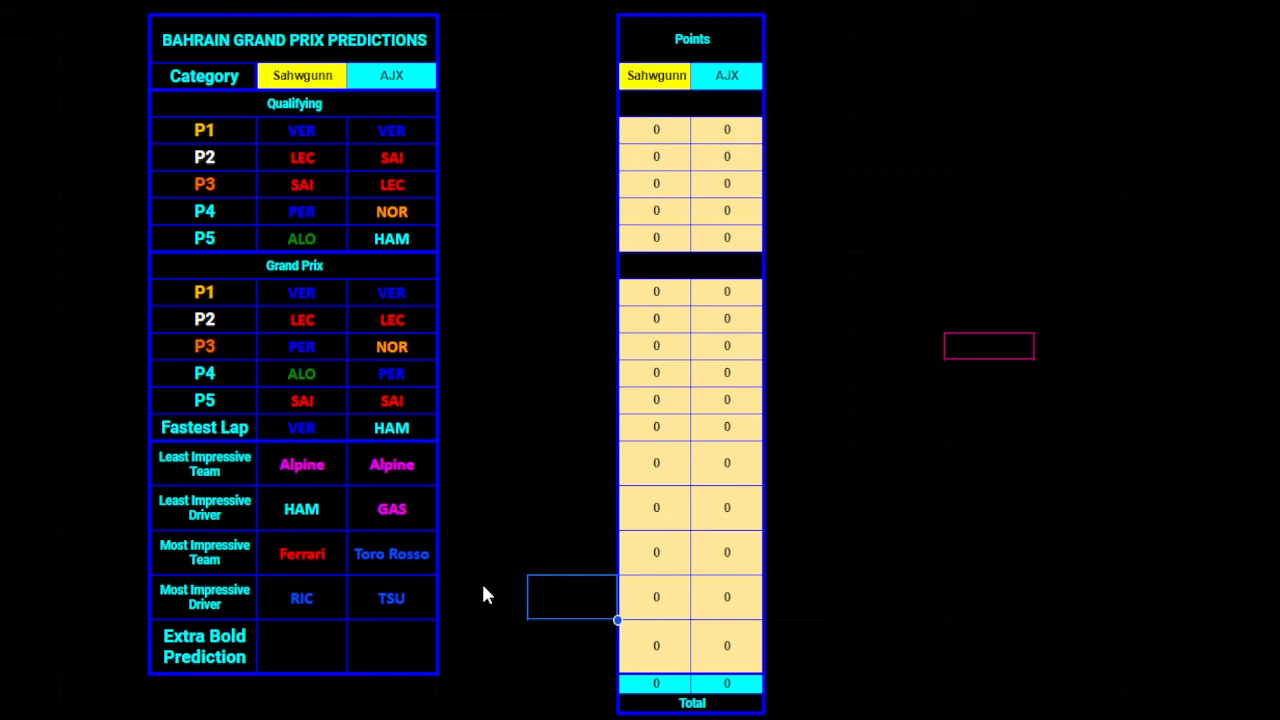 BAHRAIN GRAND PRIX PREDICTIONS
Points
Category Sahwgunn AJX
Sahwgunn AJX
Qualifying
P1 VER VER 0 0
P2 LEC SAI 0 0
P3 SAI LEC 0 0
P4 PER NOR 0 0
P5 ALO HAM 0 0
Grand Prix
P1 VER VER 0 0
P2 LEC LEC 0 0
P3 PER NOR 0 0
P4 ALO PER 0 0
P5 SAI SAI 0 0
Fastest Lap VER HAM 0 0
Least Impressive
Team
Alpine Alpine 0 0
Least Impressive
Driver
HAM GAS 0 0
Most Impressive
Team
Ferrari Toro Rosso 0 0
Most Impressive
Driver
RIC TSU 0 0
Extra Bold
Prediction
0 0
0 0
Total